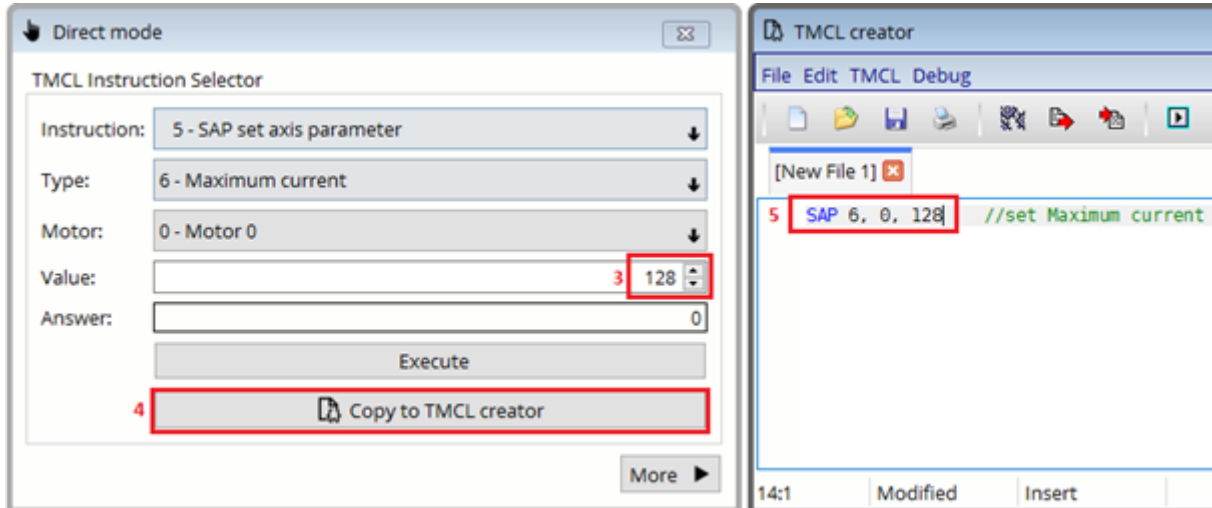 Direct mode
TMCL Instruction Selector
Instruction: 5 - SAP set axis parameter
Type: 6 - Maximum current
Motor: 0 - Motor 0
Value: 3 128
Answer: 0
Execute
4 Copy to TMCL creator
More
TMCL creator
File Edit TMCL Debug
[New File 1]
5 SAP 6, 0, 128 //set Maximum current
14:1 Modified Insert